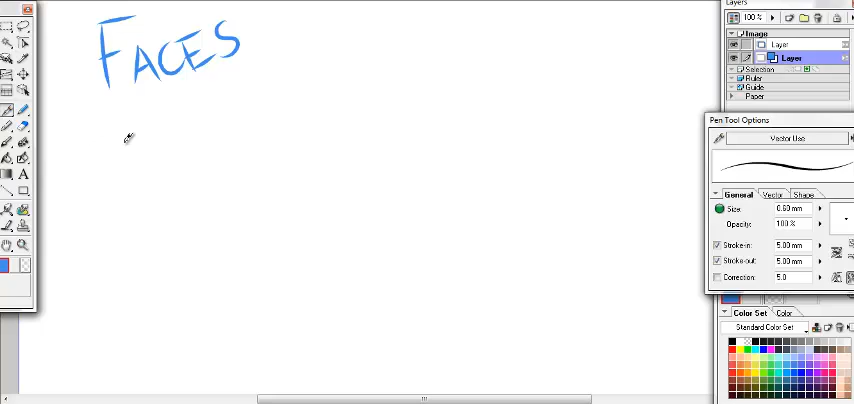 FACES
Layers
100 %
Image
Layer
Layer
Selection
Ruler
Guide
Paper
Pen Tool Options
Vector Use
General Vector Shape
Size: 0.60 mm
Opacity: 100 %
Stroke-in: 5.00 mm
Stroke-out: 5.00 mm
Correction: 5.0
Color Set Color
Standard Color Set
A